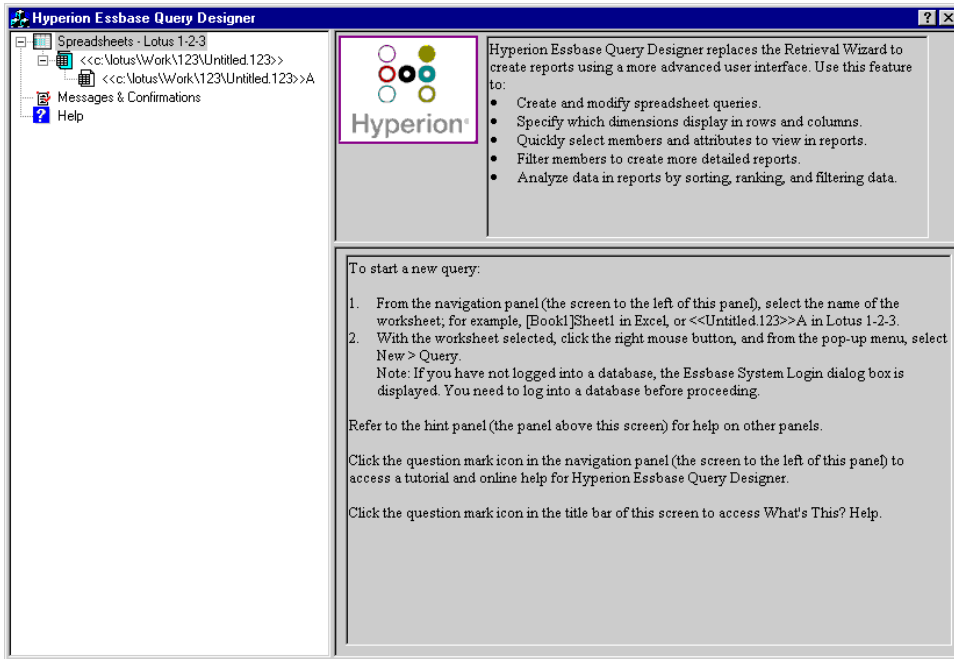 Hyperion Essbase Query Designer
Spreadsheets - Lotus 1-2-3
<<c:\lotus\Work\123\Untitled.123>>
<<c:\lotus\Work\123\Untitled.123>>A
Messages & Confirmations
? Help
Hyperion
Hyperion Essbase Query Designer replaces the Retrieval Wizard to
create reports using a more advanced user interface. Use this feature
to:
• Create and modify spreadsheet queries.
• Specify which dimensions display in rows and columns.
• Quickly select members and attributes to view in reports.
• Filter members to create more detailed reports.
• Analyze data in reports by sorting, ranking, and filtering data.
To start a new query:
1. From the navigation panel (the screen to the left of this panel), select the name of the
worksheet; for example, [Book1]Sheet1 in Excel, or <<Untitled.123>>A in Lotus 1-2-3.
2. With the worksheet selected, click the right mouse button, and from the pop-up menu, select
New > Query.
Note: If you have not logged into a database, the Essbase System Login dialog box is
displayed. You need to log into a database before proceeding.
Refer to the hint panel (the panel above this screen) for help on other panels.
Click the question mark icon in the navigation panel (the screen to the left of this panel) to
access a tutorial and online help for Hyperion Essbase Query Designer.
Click the question mark icon in the title bar of this screen to access What's This? Help.